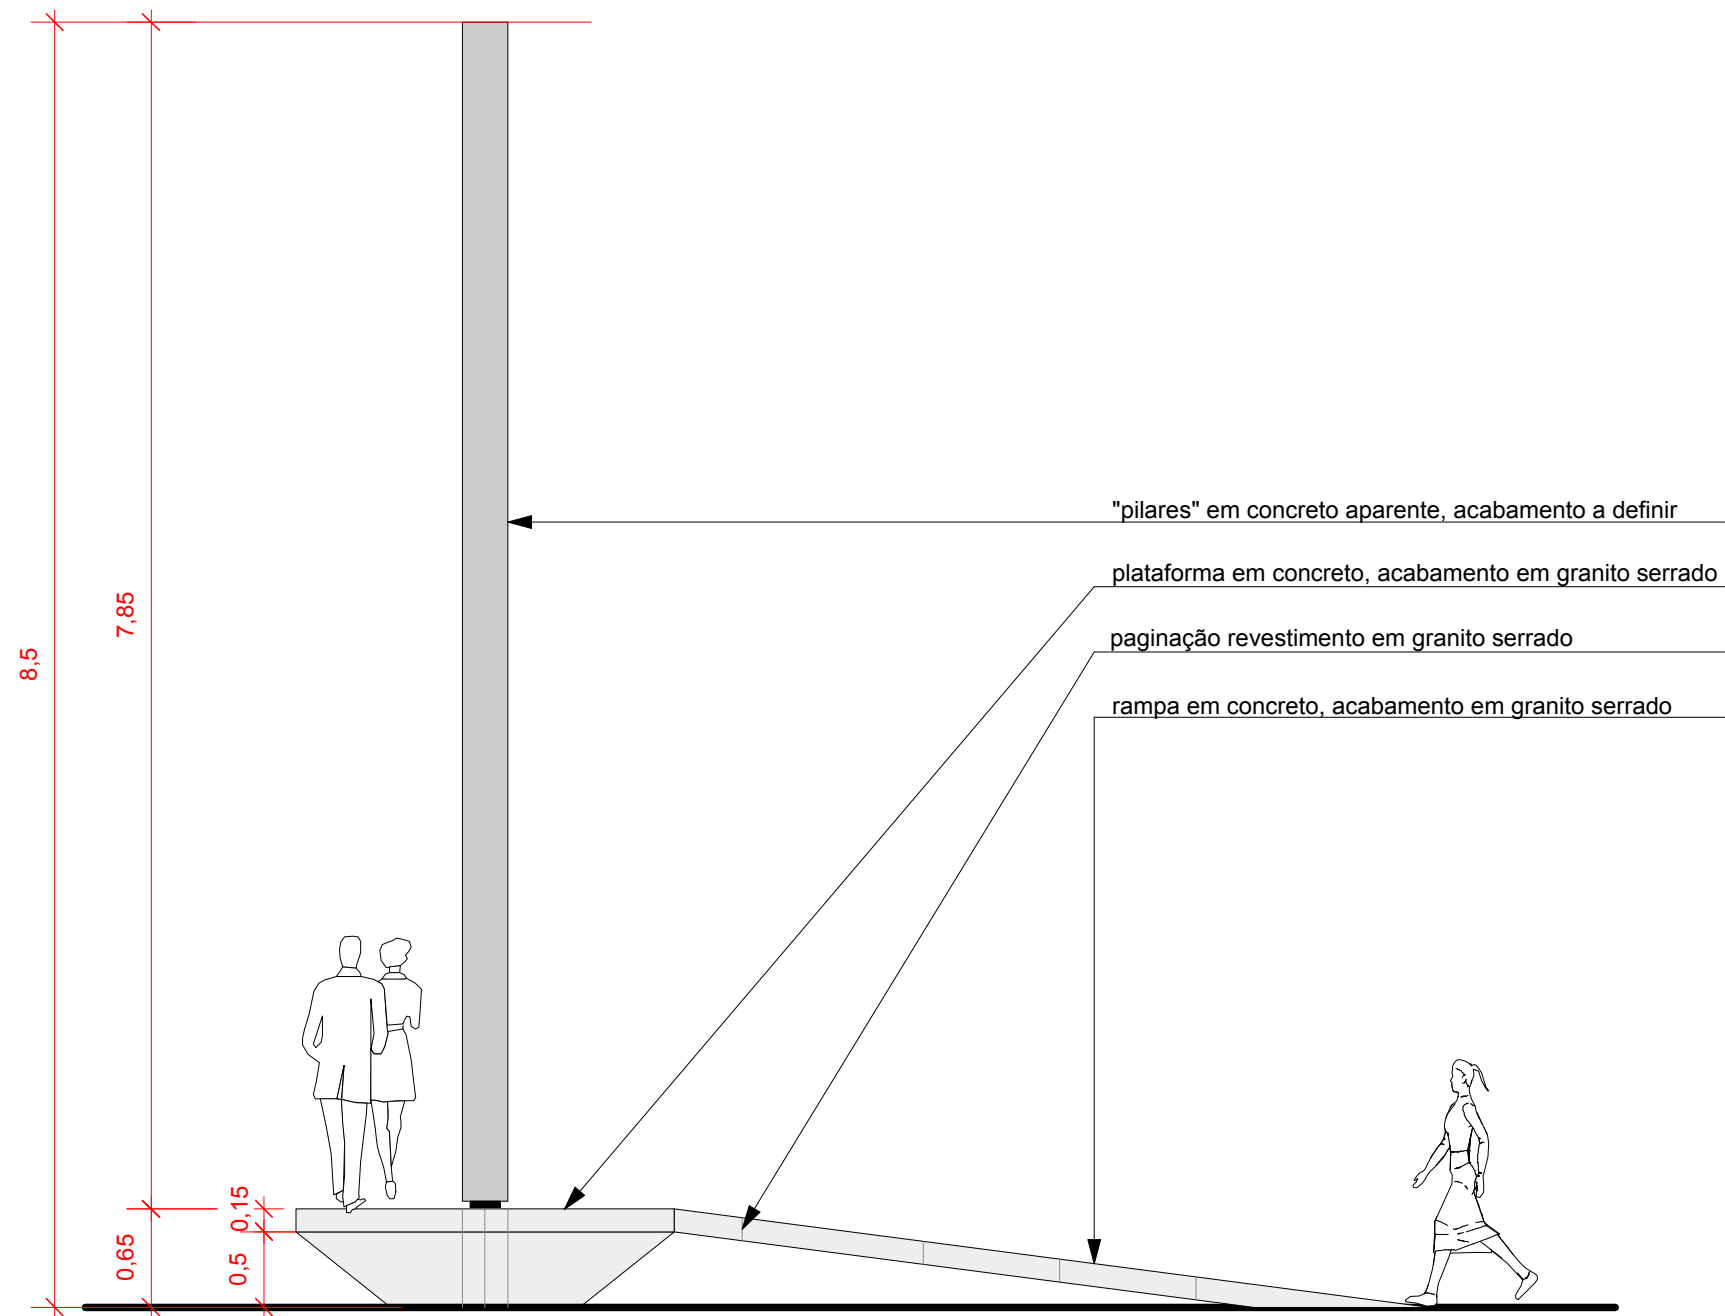 "pilares" em concreto aparente, acabamento a definir
plataforma em concreto, acabamento em granito serrado
paginação revestimento em granito serrado
rampa em concreto, acabamento em granito serrado
8,5
7,85
0,65
0,15
0,5